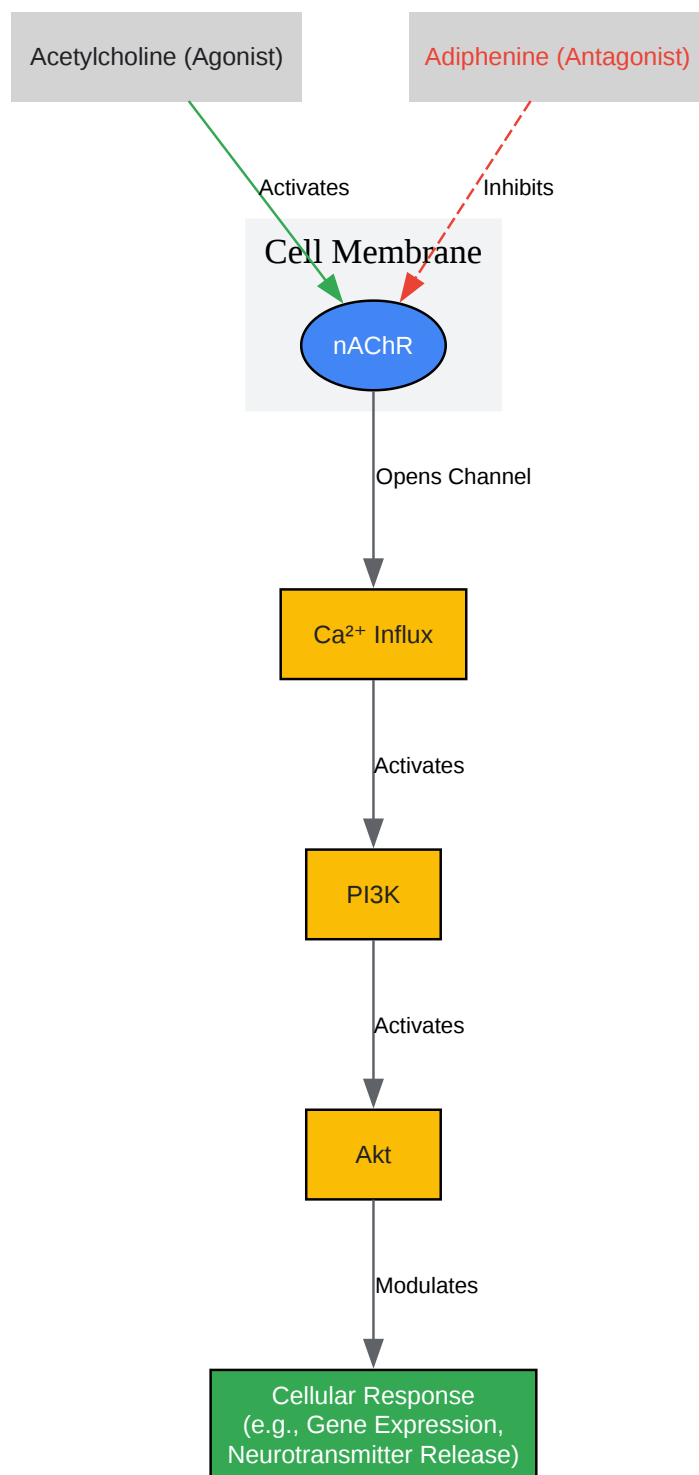 Acetylcholine (Agonist)
Adiphenine (Antagonist)
Activates
Inhibits
Cell Membrane
nAChR
Opens Channel
Ca²⁺ Influx
Activates
PI3K
Activates
Akt
Modulates
Cellular Response
(e.g., Gene Expression,
Neurotransmitter Release)